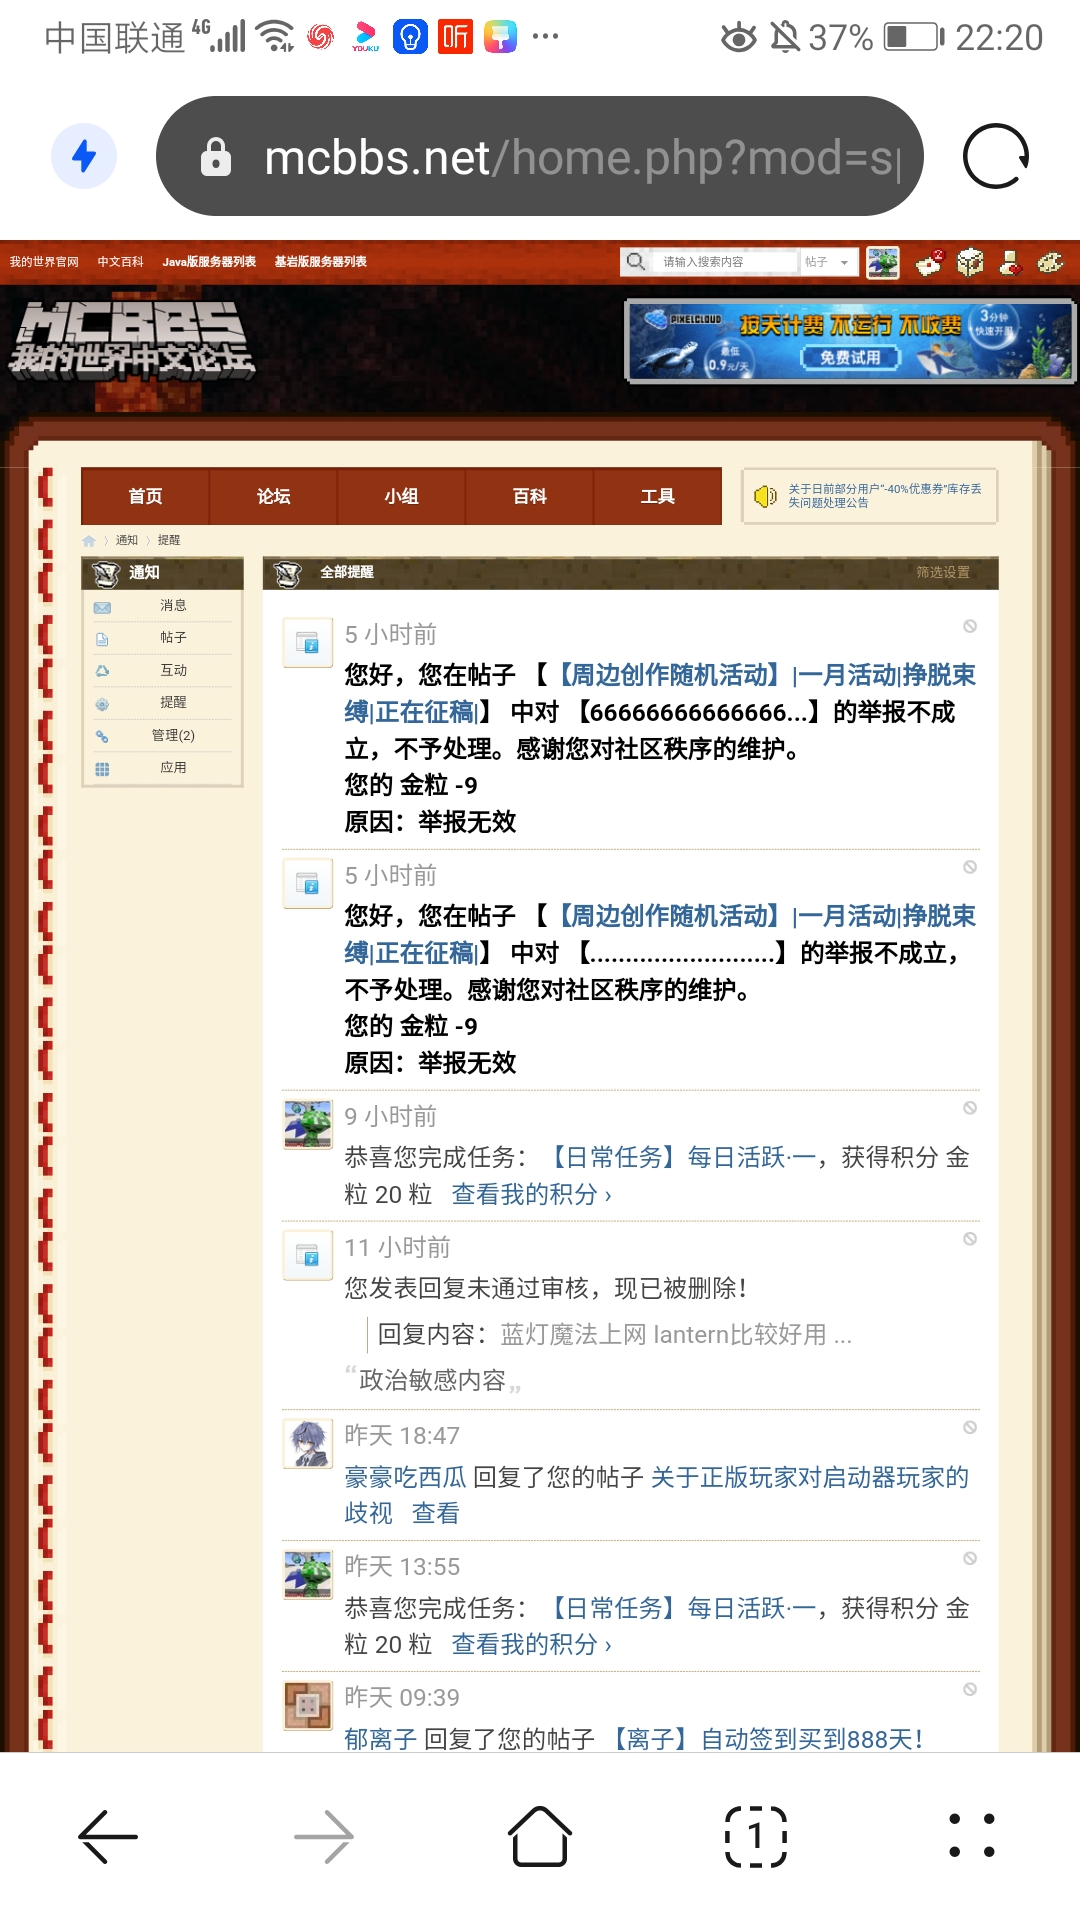 中国联通 4G 37% 22:20
YOUKU 听
mcbbs.net/home.php?mod=sp
我的世界官网 中文百科 Java版服务器列表 基岩版服务器列表
请输入搜索内容 帖子 2
MCBBS
我的世界中文论坛
PIXELCLOUD 按天计费 不运行 不收费 3分钟
快速开服
最低
0.9元/天 免费试用
首页 论坛 小组 百科 工具
关于日前部分用户“-40%优惠券”库存丢
失问题处理公告
通知 提醒
通知
消息
帖子
互动
提醒
管理(2)
应用
全部提醒 筛选设置
5 小时前
您好，您在帖子 【【周边创作随机活动】|一月活动|挣脱束
缚|正在征稿|】 中对 【66666666666666...】的举报不成
立，不予处理。感谢您对社区秩序的维护。
您的 金粒 -9
原因：举报无效
5 小时前
您好，您在帖子 【【周边创作随机活动】|一月活动|挣脱束
缚|正在征稿|】 中对 【..........................】的举报不成立，
不予处理。感谢您对社区秩序的维护。
您的 金粒 -9
原因：举报无效
9 小时前
恭喜您完成任务：【日常任务】每日活跃·一，获得积分 金
粒 20 粒 查看我的积分 ›
11 小时前
您发表回复未通过审核，现已被删除！
回复内容：蓝灯魔法上网 lantern比较好用 ...
“政治敏感内容”
昨天 18:47
豪豪吃西瓜 回复了您的帖子 关于正版玩家对启动器玩家的
歧视 查看
昨天 13:55
恭喜您完成任务：【日常任务】每日活跃·一，获得积分 金
粒 20 粒 查看我的积分 ›
昨天 09:39
郁离子 回复了您的帖子 【离子】自动签到买到888天！
1